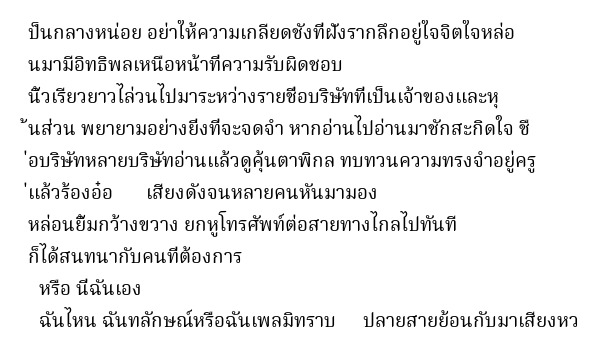 ป็นกลางหน่อย อย่าให้ความเกลียดชังที่ฝังรากลึกอยู่ใจจิตใจหล่อ
นมามีอิทธิพลเหนือหน้าที่ความรับผิดชอบ
นิ้วเรียวยาวไล่วนไปมาระหว่างรายชื่อบริษัทที่เป็นเจ้าของและหุ
้นส่วน พยายามอย่างยิ่งที่จะจดจำ หากอ่านไปอ่านมาชักสะกิดใจ ชื
่อบริษัทหลายบริษัทอ่านแล้วดูคุ้นตาพิกล ทบทวนความทรงจำอยู่ครู
่แล้วร้องอ๋อ เสียงดังจนหลายคนหันมามอง
หล่อนยิ้มกว้างขวาง ยกหูโทรศัพท์ต่อสายทางไกลไปทันที
ก็ได้สนทนากับคนที่ต้องการ
หรือ นี่ฉันเอง
ฉันไหน ฉันทลักษณ์หรือฉันเพลมิทราบ ปลายสายย้อนกับมาเสียงหว